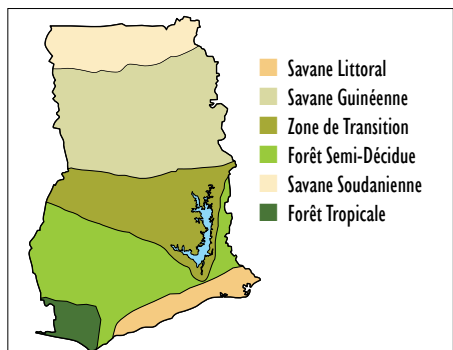 Savane Littoral
Savane Guinéenne
Zone de Transition
Forêt Semi-Décidue
Savane Soudanienne
Forêt Tropicale